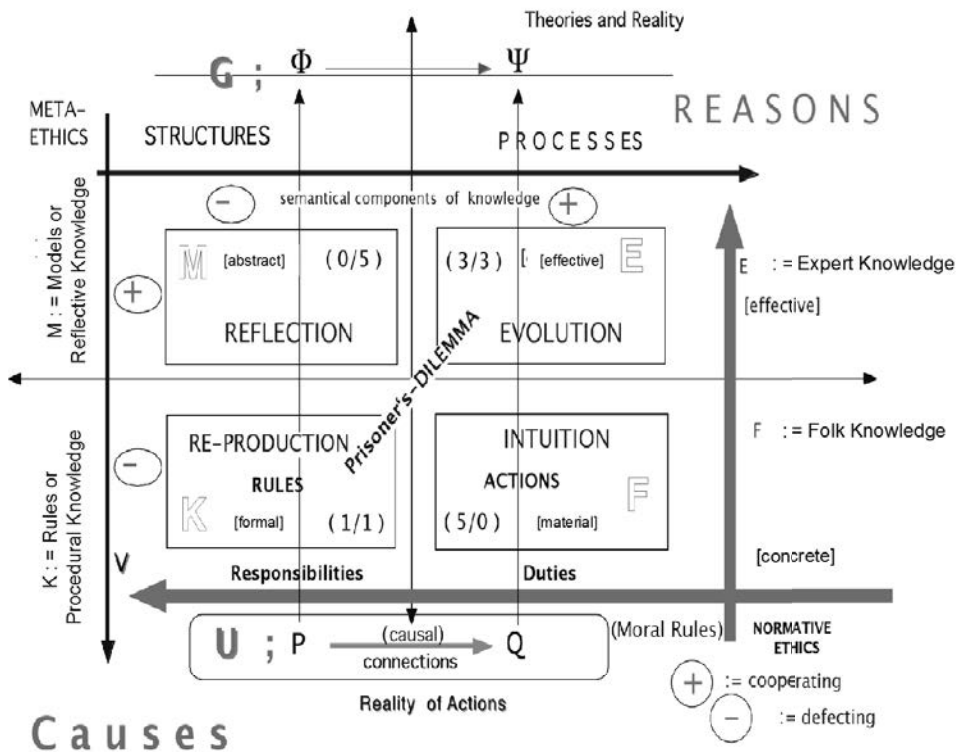 Theories and Reality
G ; Φ Ψ
REASONS
META-
ETHICS
STRUCTURES
PROCESSES
− semantical components of knowledge +
M : = Models or
Reflective Knowledge
+
M [abstract] (0/5)
REFLECTION
(3/3) [ [effective] E
EVOLUTION
E : = Expert Knowledge
[effective]
Prisoner's-DILEMMA
K : = Rules or
Procedural Knowledge
−
RE-PRODUCTION
RULES
K [formal] (1/1)
INTUITION
ACTIONS
F
(5/0) [material]
F : = Folk Knowledge
[concrete]
V
Responsibilities
Duties
U ; P (causal) Q
connections
(Moral Rules)
NORMATIVE
ETHICS
Reality of Actions
+ := cooperating
− := defecting
Causes